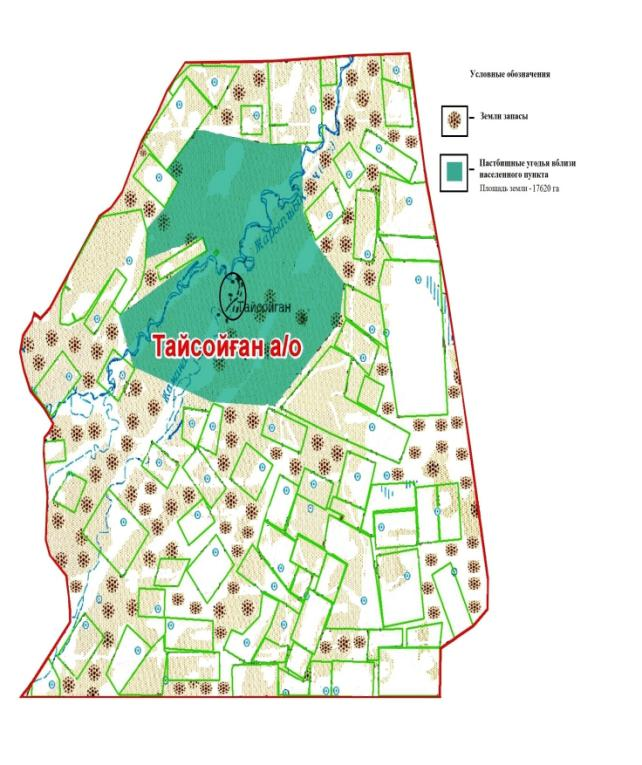 Условные обозначения
Земли запасы
Пастбищные угодья вблизи
населенного пункта
Площадь земли -17620 га
Тайсойган
Тайсойған а/о